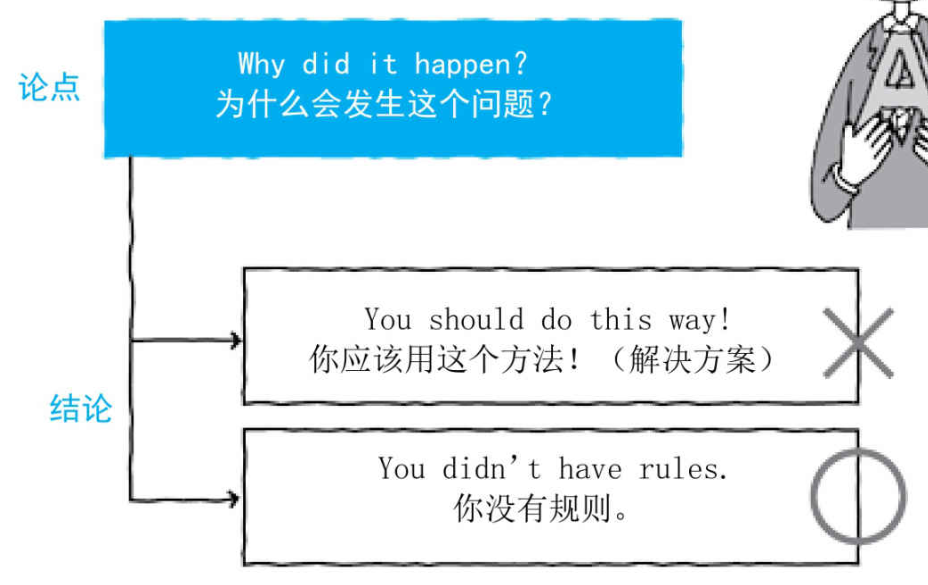 论点
Why did it happen?
为什么会发生这个问题？
You should do this way!
你应该用这个方法！（解决方案）
结论
You didn't have rules.
你没有规则。